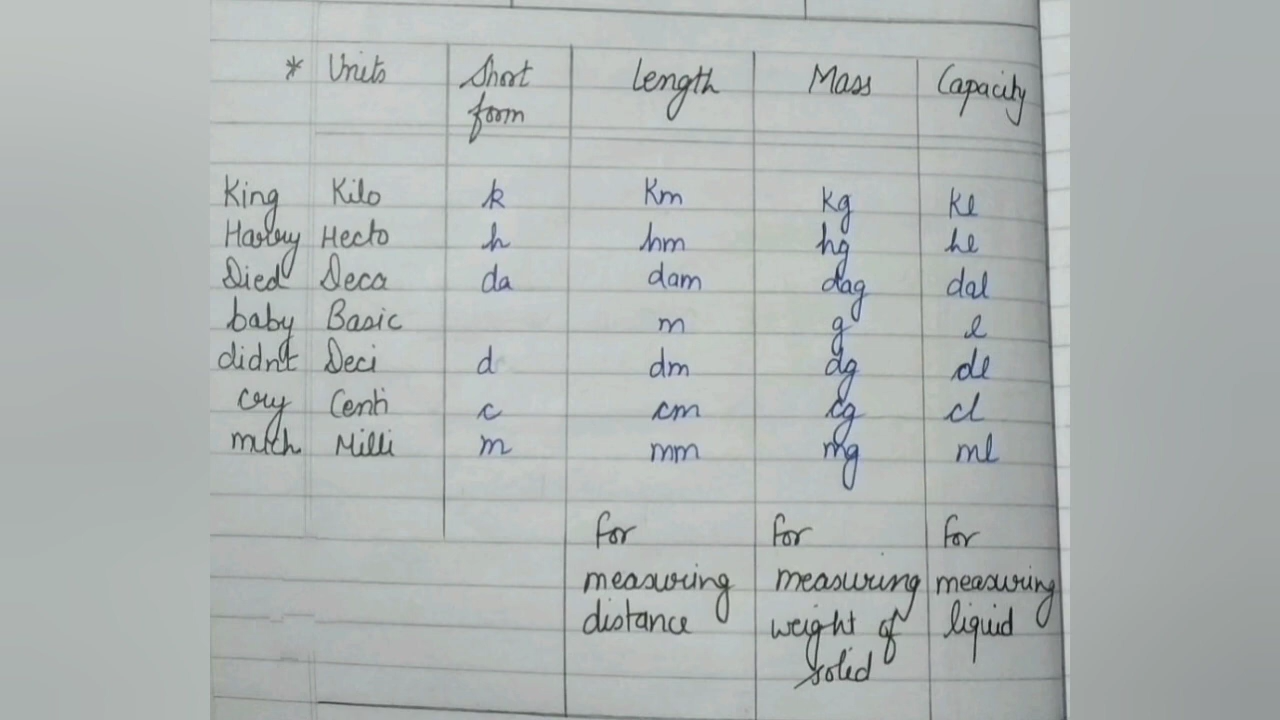 * Units Short form Length Mass Capacity
King Kilo k Km kg kl
Harry Hecto h hm hg hl
Died Deca da dam dag dal
baby Basic m g l
didnt Deci d dm dg dl
cry Centi c cm cg cl
much Milli m mm mg ml
for for for
measuring measuring measuring
distance weight of liquid
solid